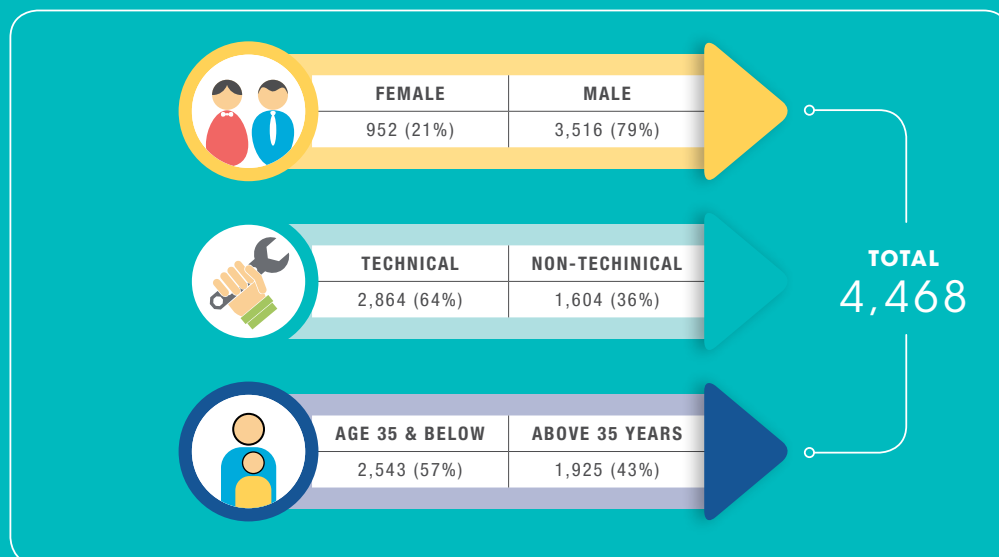 FEMALE MALE
952 (21%) 3,516 (79%)
TECHNICAL NON-TECHINICAL
2,864 (64%) 1,604 (36%)
AGE 35 & BELOW ABOVE 35 YEARS
2,543 (57%) 1,925 (43%)
TOTAL
4,468